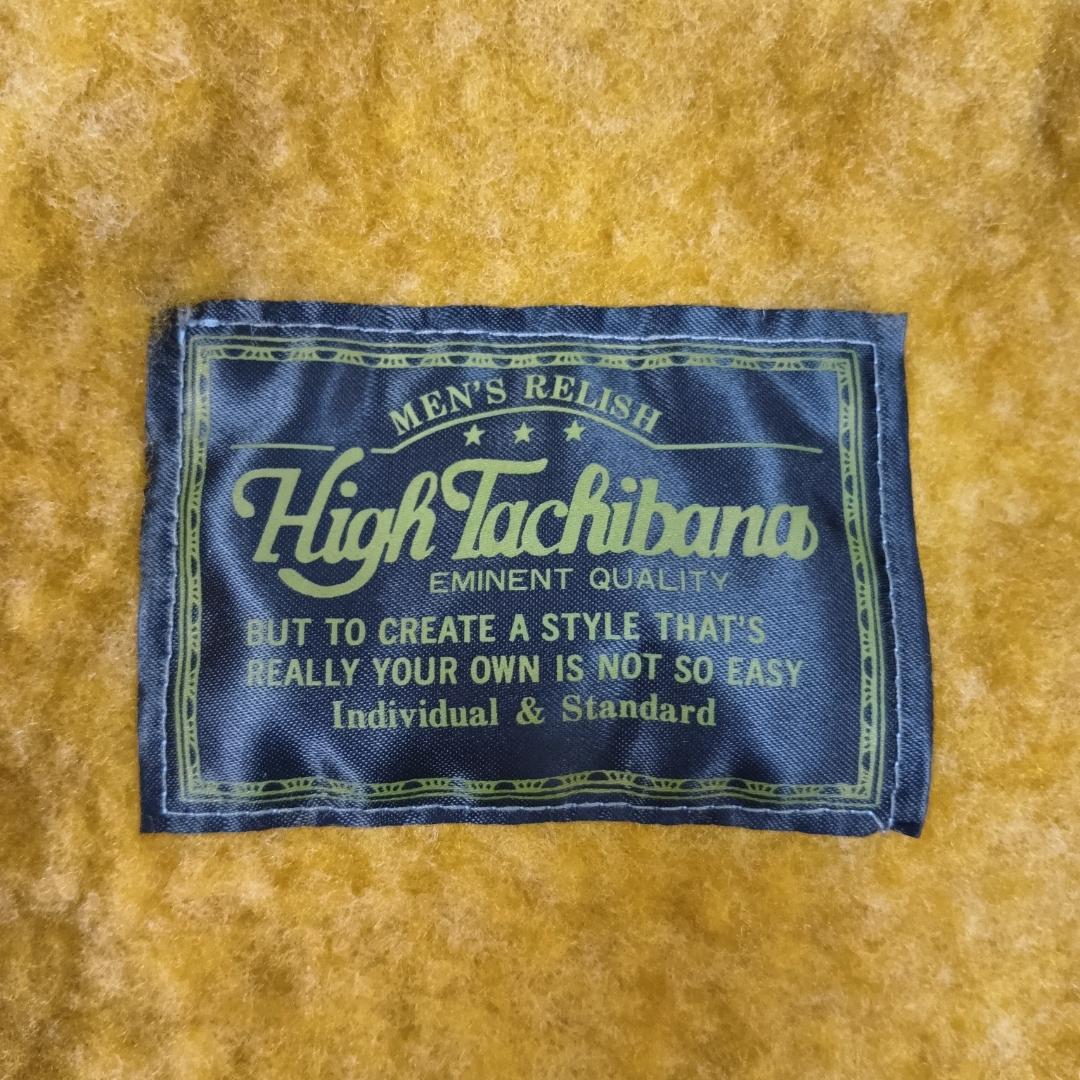 MEN'S RELISH
High Tachibana
EMINENT QUALITY
BUT TO CREATE A STYLE THAT'S
REALLY YOUR OWN IS NOT SO EASY
Individual & Standard